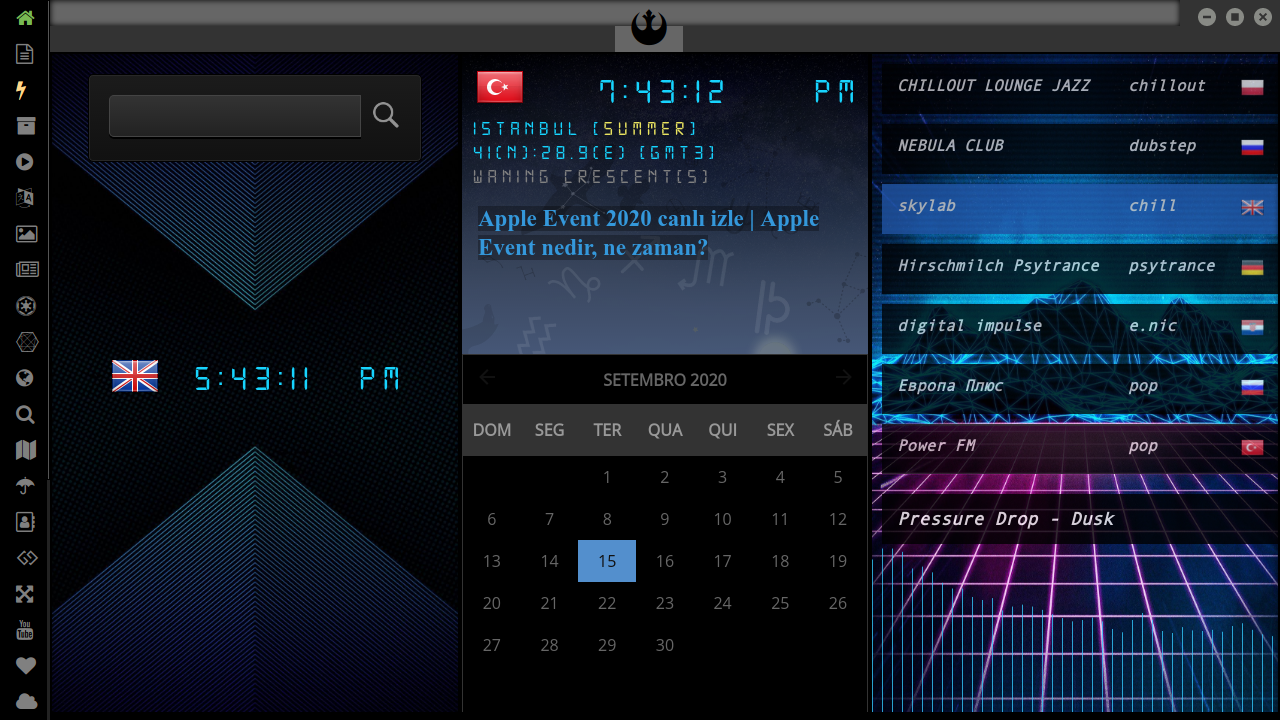 7:43:12 PM
ISTANBUL (SUMMER)
41(N):28.9(E) (GMT3)
WANING CRESCENT(S)
Apple Event 2020 canlı izle | Apple
Event nedir, ne zaman?
5:43:11 PM
SETEMBRO 2020
DOM SEG TER QUA QUI SEX SÁB
1 2 3 4 5
6 7 8 9 10 11 12
13 14 15 16 17 18 19
20 21 22 23 24 25 26
27 28 29 30
CHILLOUT LOUNGE JAZZ chillout
NEBULA CLUB dubstep
skylab chill
Hirschmilch Psytrance psytrance
digital impulse e.nic
Европа Плюс pop
Power FM pop
Pressure Drop - Dusk
You
Tube